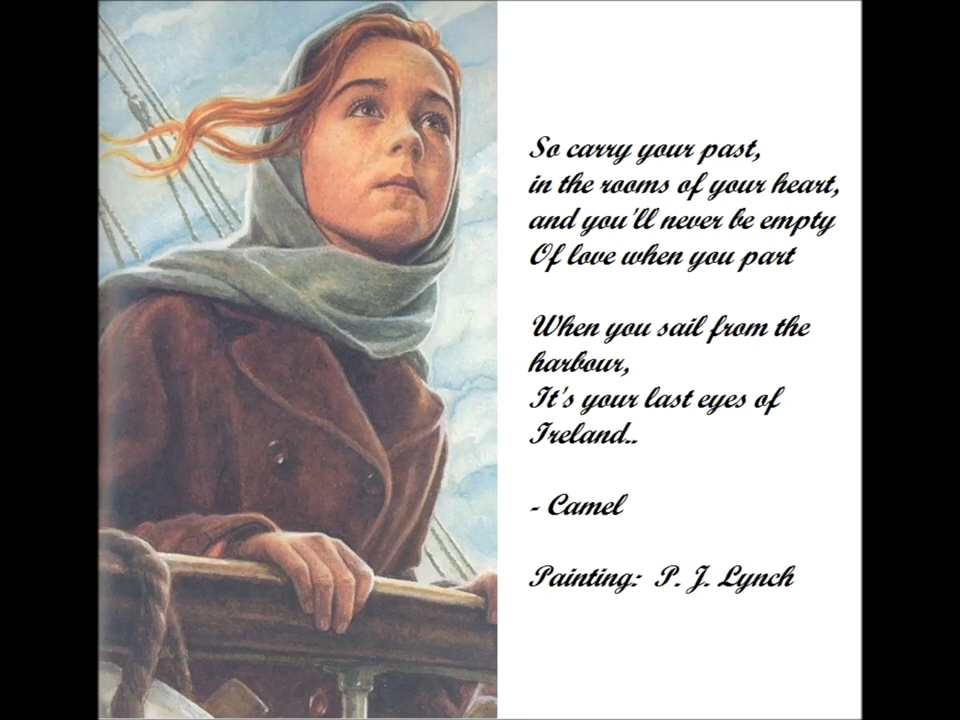 So carry your past,
in the rooms of your heart,
and you'll never be empty
Of love when you part
When you sail from the
harbour,
It's your last eyes of
Ireland..
- Camel
Painting: P. J. Lynch